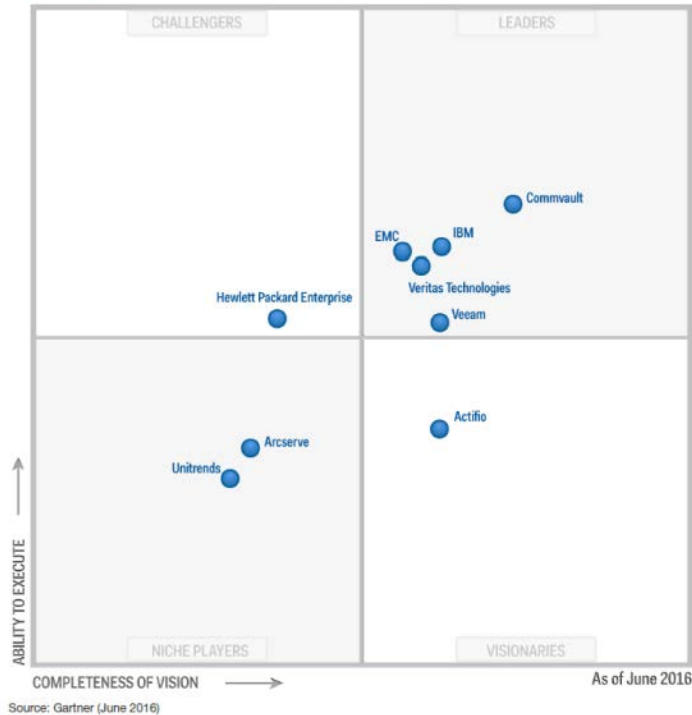 CHALLENGERS
LEADERS
Commvault
EMC
IBM
Veritas Technologies
Hewlett Packard Enterprise
Veeam
Actifio
Arcserve
Unitrends
ABILITY TO EXECUTE
NICHE PLAYERS
VISIONARIES
COMPLETENESS OF VISION
As of June 2016
Source: Gartner (June 2016)